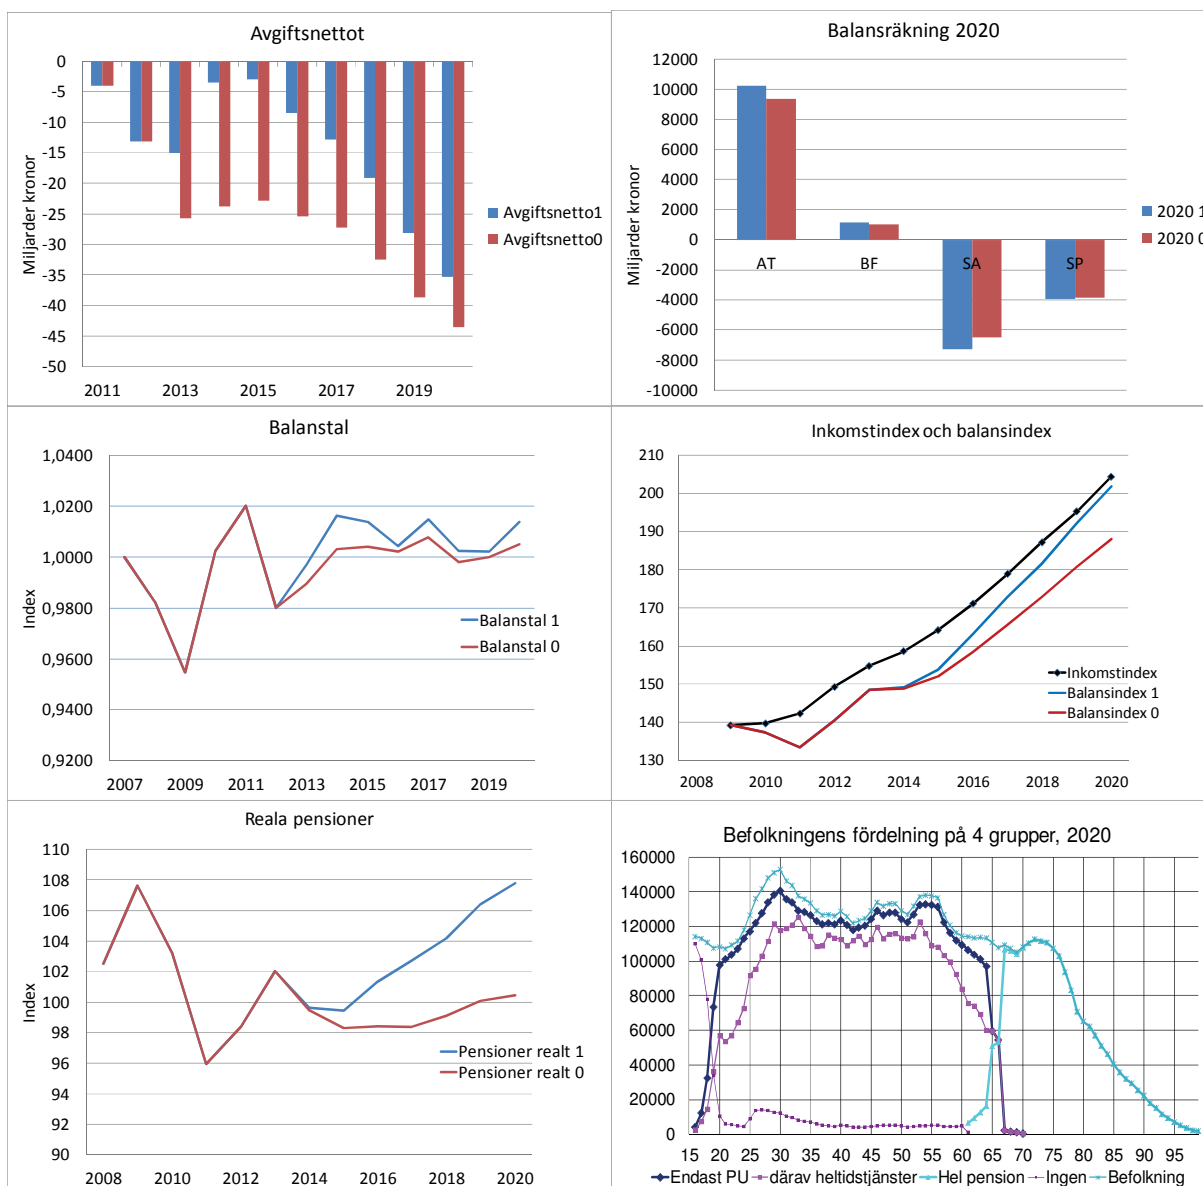 Avgiftsnettot
0
-5
-10
-15
-20
-25
-30
-35
-40
-45
-50
Miljarder kronor
2011 2013 2015 2017 2019
Avgiftsnetto1
Avgiftsnetto0
Balansräkning 2020
12000
10000
8000
6000
4000
2000
0
-2000
-4000
-6000
-8000
-10000
Miljarder kronor
AT BF SA SP
2020 1
2020 0
Balanstal
1,0400
1,0200
1,0000
0,9800
0,9600
0,9400
0,9200
Index
2007 2009 2011 2013 2015 2017 2019
Balanstal 1
Balanstal 0
Inkomstindex och balansindex
210
200
190
180
170
160
150
140
130
2008 2010 2012 2014 2016 2018 2020
Inkomstindex
Balansindex 1
Balansindex 0
Reala pensioner
110
108
106
104
102
100
98
96
94
92
90
Index
2008 2010 2012 2014 2016 2018 2020
Pensioner realt 1
Pensioner realt 0
Befolkningens fördelning på 4 grupper, 2020
160000
140000
120000
100000
80000
60000
40000
20000
0
15 20 25 30 35 40 45 50 55 60 65 70 75 80 85 90 95
Endast PU därav heltidstjänster Hel pension Ingen Befolkning